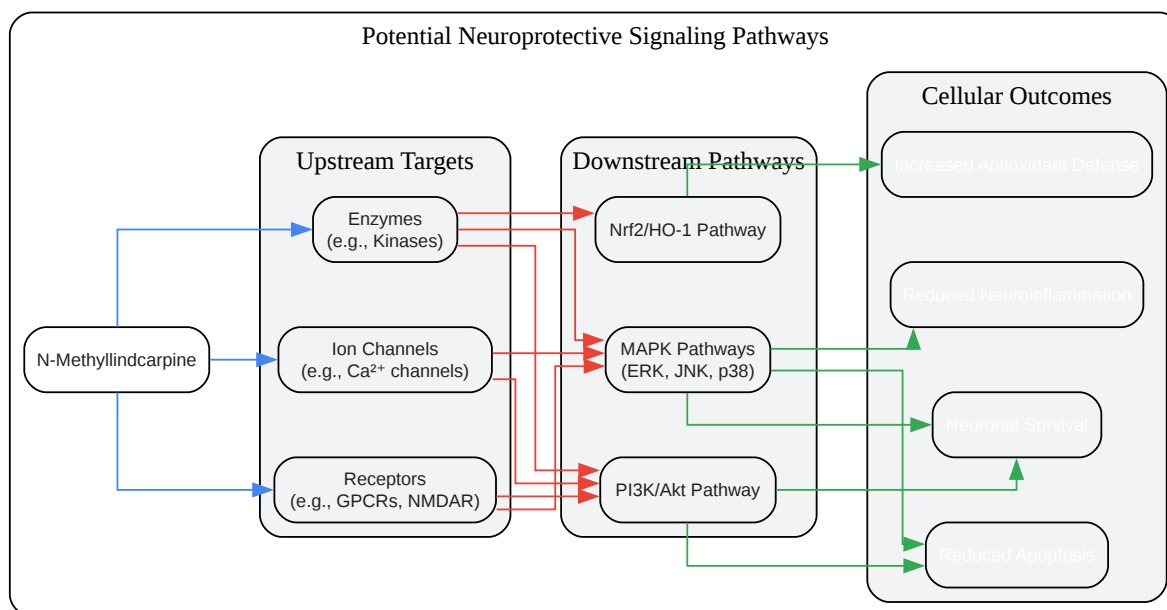 Potential Neuroprotective Signaling Pathways
Cellular Outcomes
Upstream Targets
Downstream Pathways
Increased Antioxidant Defense
Enzymes
(e.g., Kinases)
Nrf2/HO-1 Pathway
Reduced Neuroinflammation
N-Methyllindcarpine
Ion Channels
(e.g., Ca²⁺ channels)
MAPK Pathways
(ERK, JNK, p38)
Neuronal Survival
Receptors
(e.g., GPCRs, NMDAR)
PI3K/Akt Pathway
Reduced Apoptosis